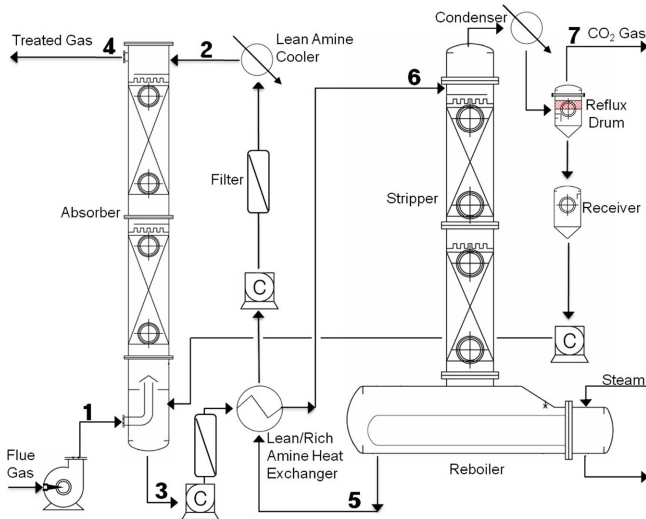 Condenser
7
CO₂ Gas
Treated Gas
4
2
Lean Amine
Cooler
6
Reflux
Drum
Filter
Absorber
Stripper
Receiver
C
C
Steam
1
Flue
Gas
3
C
Lean/Rich
Amine Heat
Exchanger
5
Reboiler